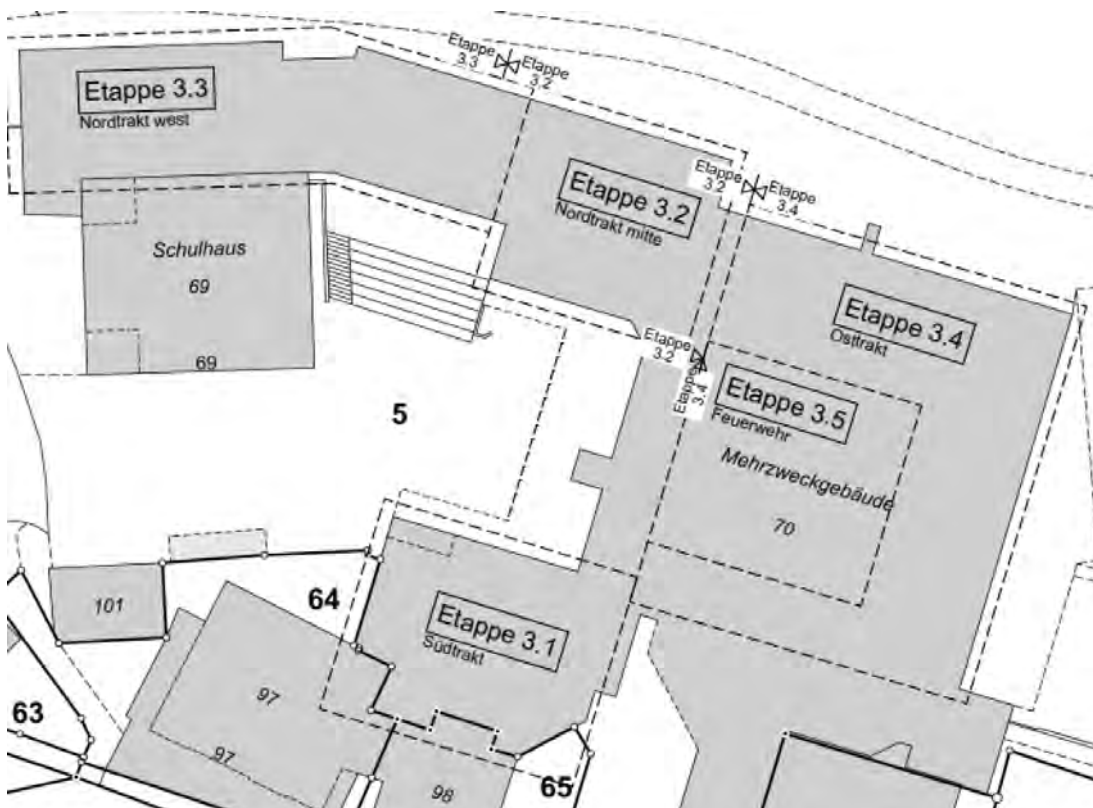 Etappe
3.3
Etappe
3.2
Etappe 3.3
Nordtrakt west
Etappe 3.2
Nordtrakt mitte
Etappe
3.2
Etappe
3.4
Schulhaus
69
69
Etappe 3.4
Osttrakt
Etappe
3.2
Etappe
3.4
Etappe 3.5
Feuerwehr
5
Mehrzweckgebäude
70
101
64
Etappe 3.1
Südtrakt
97
63
97
65
98